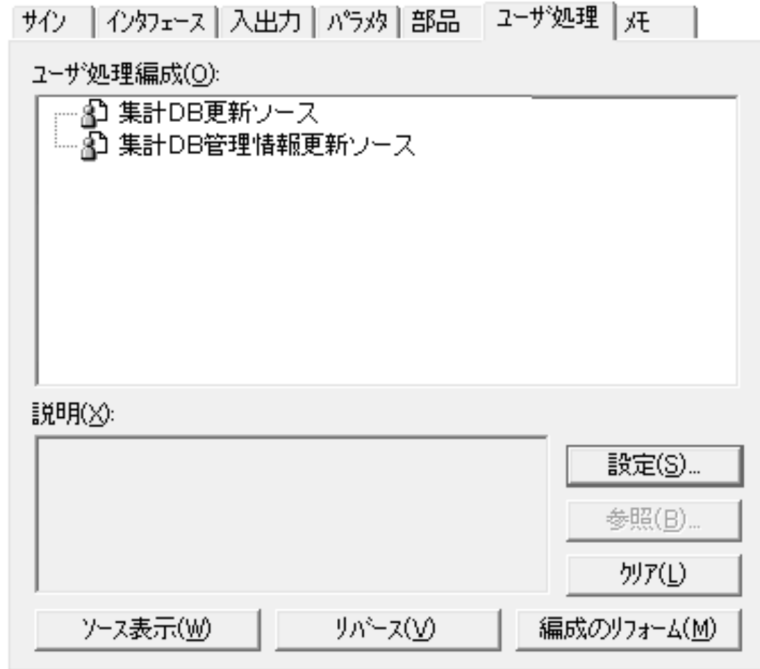 サイン ｲﾝﾀﾌｪｰｽ 入出力 ﾊﾟﾗﾒﾀ 部品 ﾕｰｻﾞ処理 ﾒﾓ
ﾕｰｻﾞ処理編成(O):
集計DB更新ソース
集計DB管理情報更新ソース
説明(X):
設定(S)...
参照(B)...
ｸﾘｱ(L)
ｿｰｽ表示(W) ﾘﾊﾞｰｽ(V) 編成のﾘﾌｫｰﾑ(M)